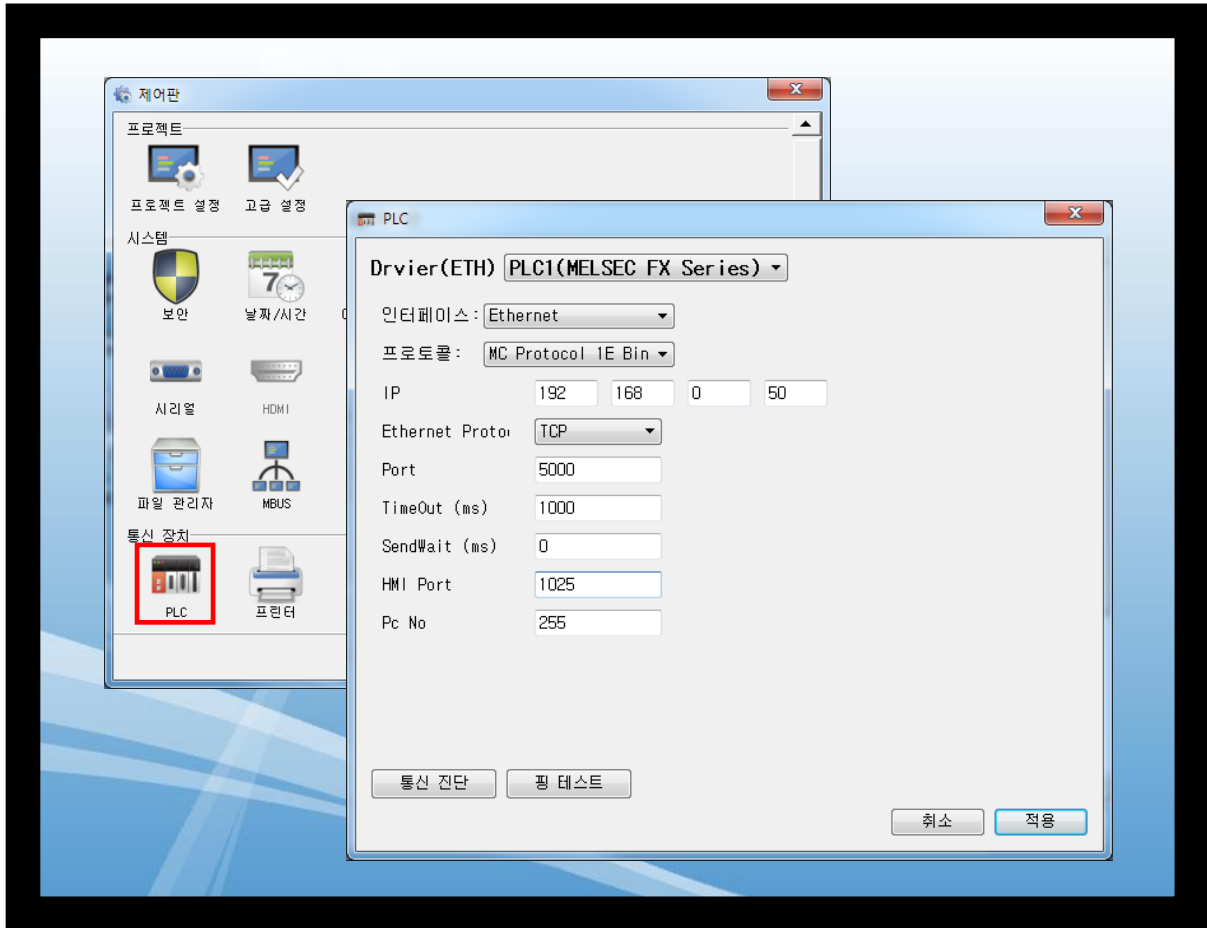 제어판
프로젝트
프로젝트 설정 고급 설정
시스템
7
보안 날짜/시간
시리얼 HDMI
파일 관리자 MBUS
통신 장치
PLC 프린터
PLC
Drvier(ETH) PLC1(MELSEC FX Series)
인터페이스: Ethernet
프로토콜: MC Protocol 1E Bin
IP 192 168 0 50
Ethernet Proto TCP
Port 5000
TimeOut (ms) 1000
SendWait (ms) 0
HMI Port 1025
Pc No 255
통신 진단 핑 테스트
취소 적용